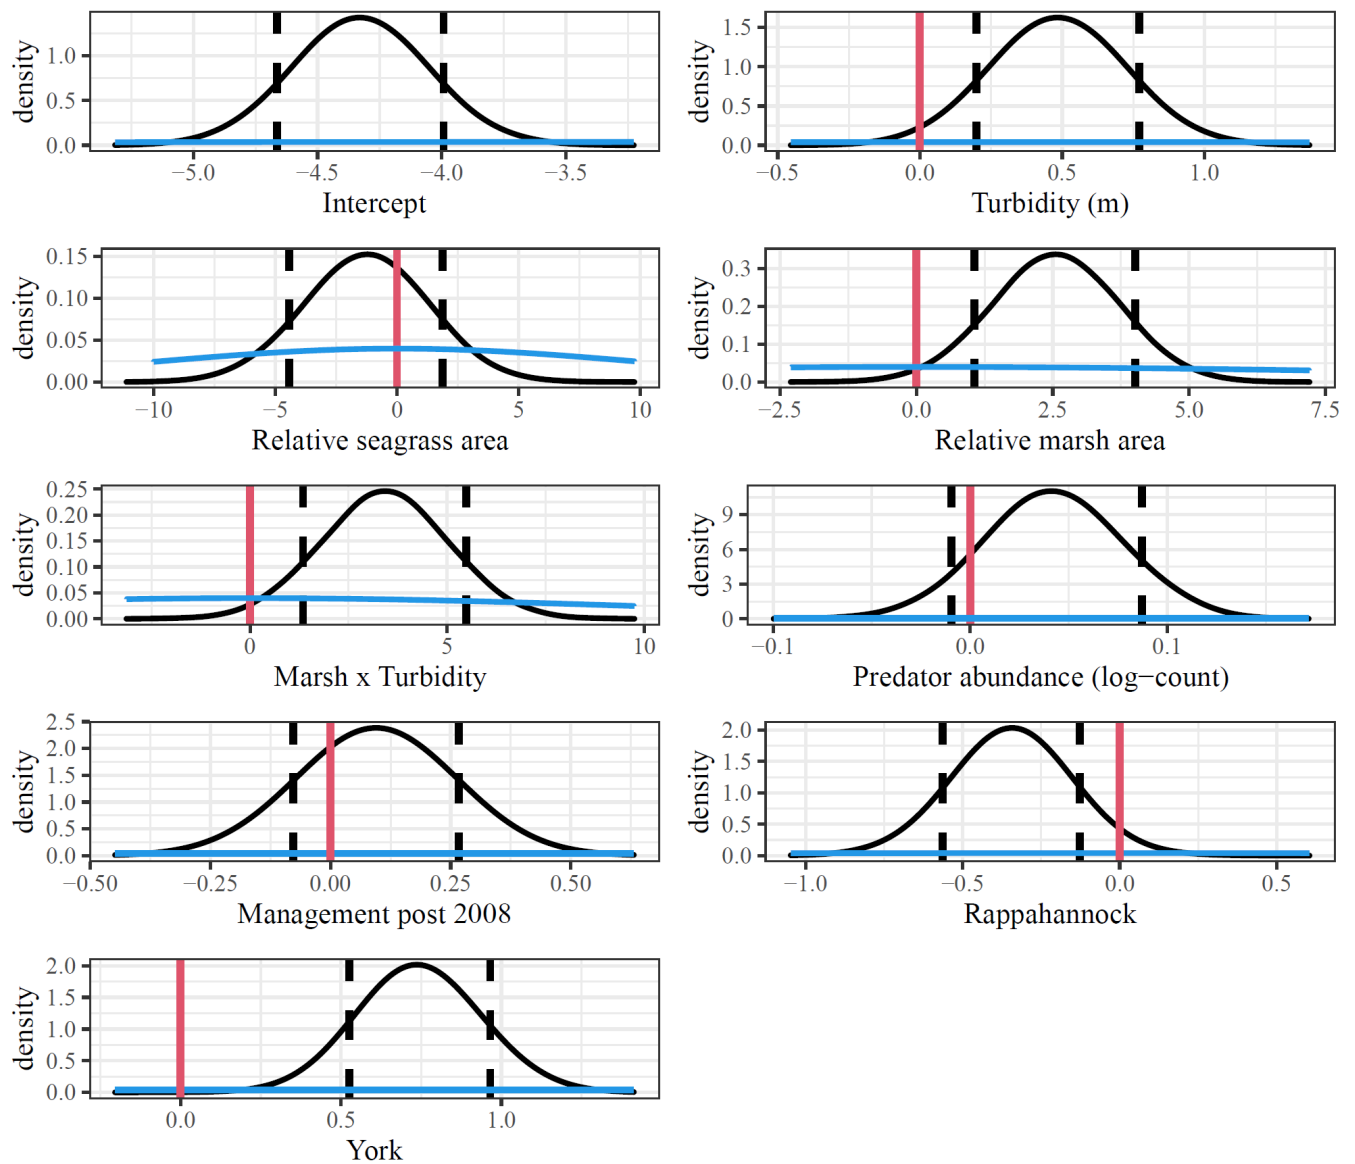 density
1.0
0.5
0.0
−5.0 −4.5 −4.0 −3.5
Intercept
density
1.5
1.0
0.5
0.0
−0.5 0.0 0.5 1.0
Turbidity (m)
density
0.15
0.10
0.05
0.00
−10 −5 0 5 10
Relative seagrass area
density
0.3
0.2
0.1
0.0
−2.5 0.0 2.5 5.0 7.5
Relative marsh area
density
0.25
0.20
0.15
0.10
0.05
0.00
0 5 10
Marsh x Turbidity
density
9
6
3
0
−0.1 0.0 0.1
Predator abundance (log−count)
density
2.5
2.0
1.5
1.0
0.5
0.0
−0.50 −0.25 0.00 0.25 0.50
Management post 2008
density
2.0
1.5
1.0
0.5
0.0
−1.0 −0.5 0.0 0.5
Rappahannock
density
2.0
1.5
1.0
0.5
0.0
0.0 0.5 1.0
York